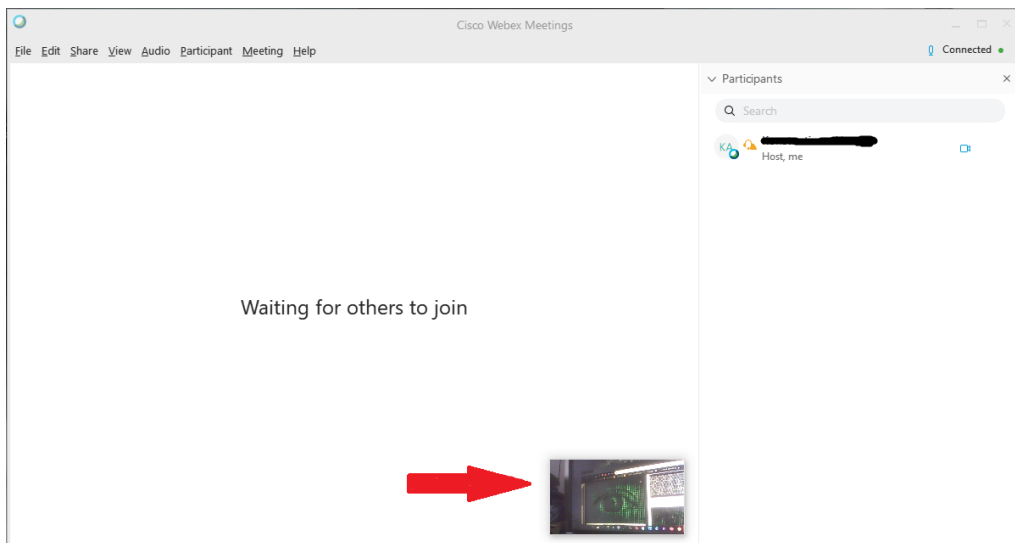 Cisco Webex Meetings
File Edit Share View Audio Participant Meeting Help
Connected
Participants
Search
KA
Host, me
Waiting for others to join